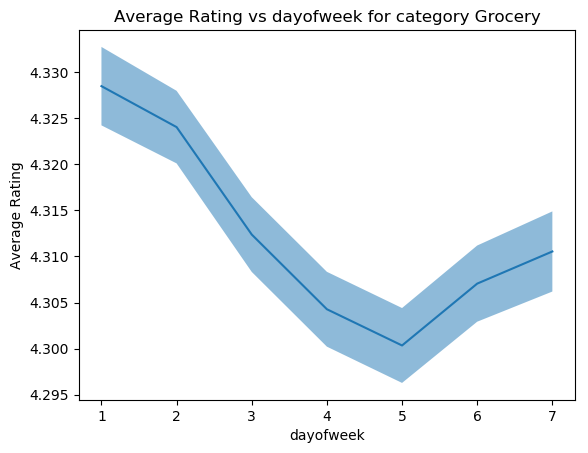 Average Rating vs dayofweek for category Grocery
Average Rating
4.330
4.325
4.320
4.315
4.310
4.305
4.300
4.295
1 2 3 4 5 6 7
dayofweek